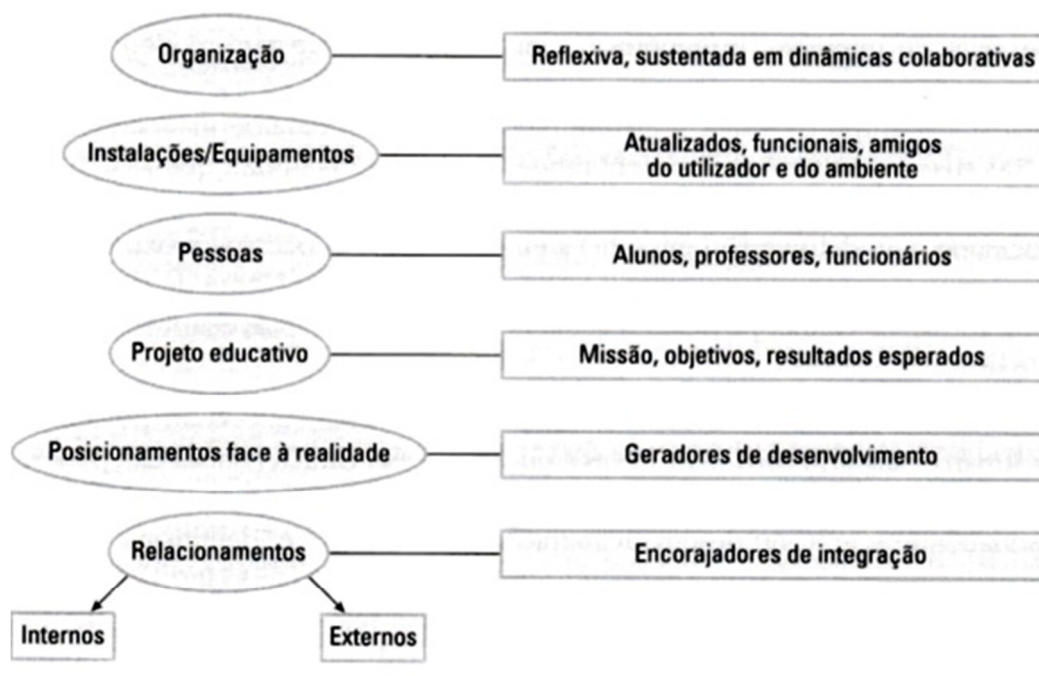 Organização
Reflexiva, sustentada em dinâmicas colaborativas
Instalações/Equipamentos
Atualizados, funcionais, amigos
do utilizador e do ambiente
Pessoas
Alunos, professores, funcionários
Projeto educativo
Missão, objetivos, resultados esperados
Posicionamentos face à realidade
Geradores de desenvolvimento
Relacionamentos
Encorajadores de integração
Internos
Externos